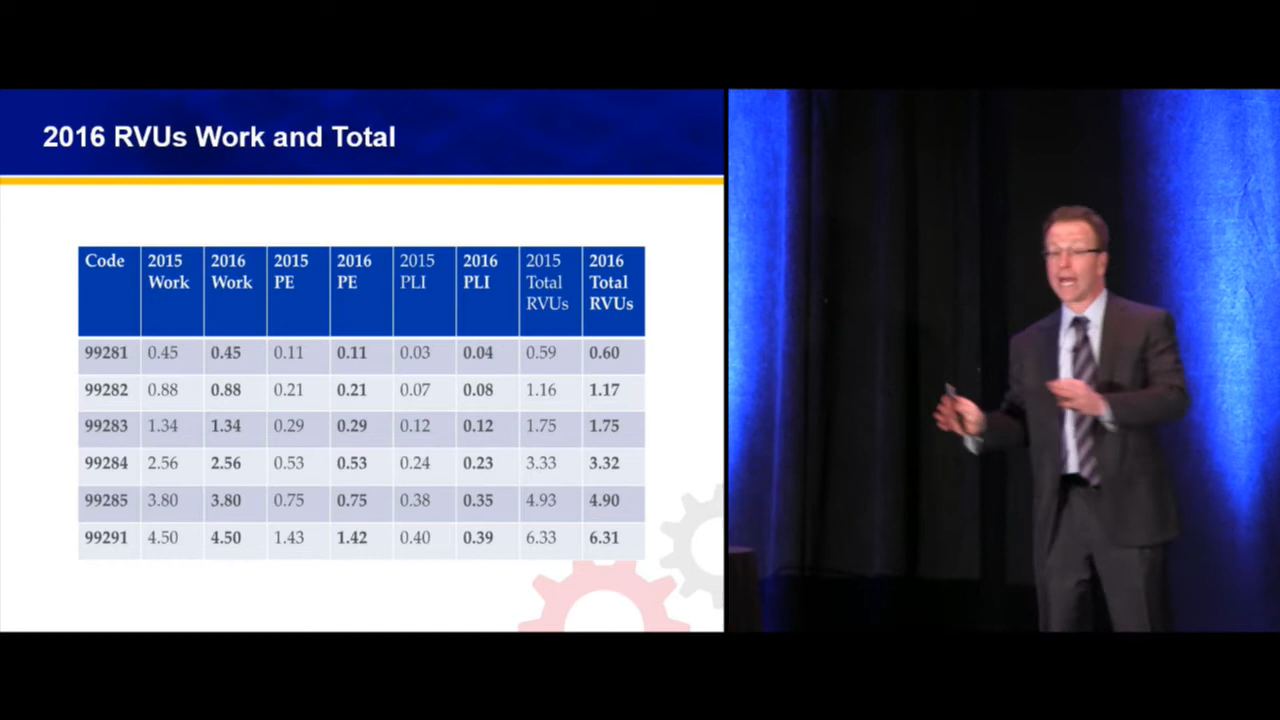 2016 RVUs Work and Total
Code 2015 Work 2016 Work 2015 PE 2016 PE 2015 PLI 2016 PLI 2015 Total RVUs 2016 Total RVUs
99281 0.45 0.45 0.11 0.11 0.03 0.04 0.59 0.60
99282 0.88 0.88 0.21 0.21 0.07 0.08 1.16 1.17
99283 1.34 1.34 0.29 0.29 0.12 0.12 1.75 1.75
99284 2.56 2.56 0.53 0.53 0.24 0.23 3.33 3.32
99285 3.80 3.80 0.75 0.75 0.38 0.35 4.93 4.90
99291 4.50 4.50 1.43 1.42 0.40 0.39 6.33 6.31